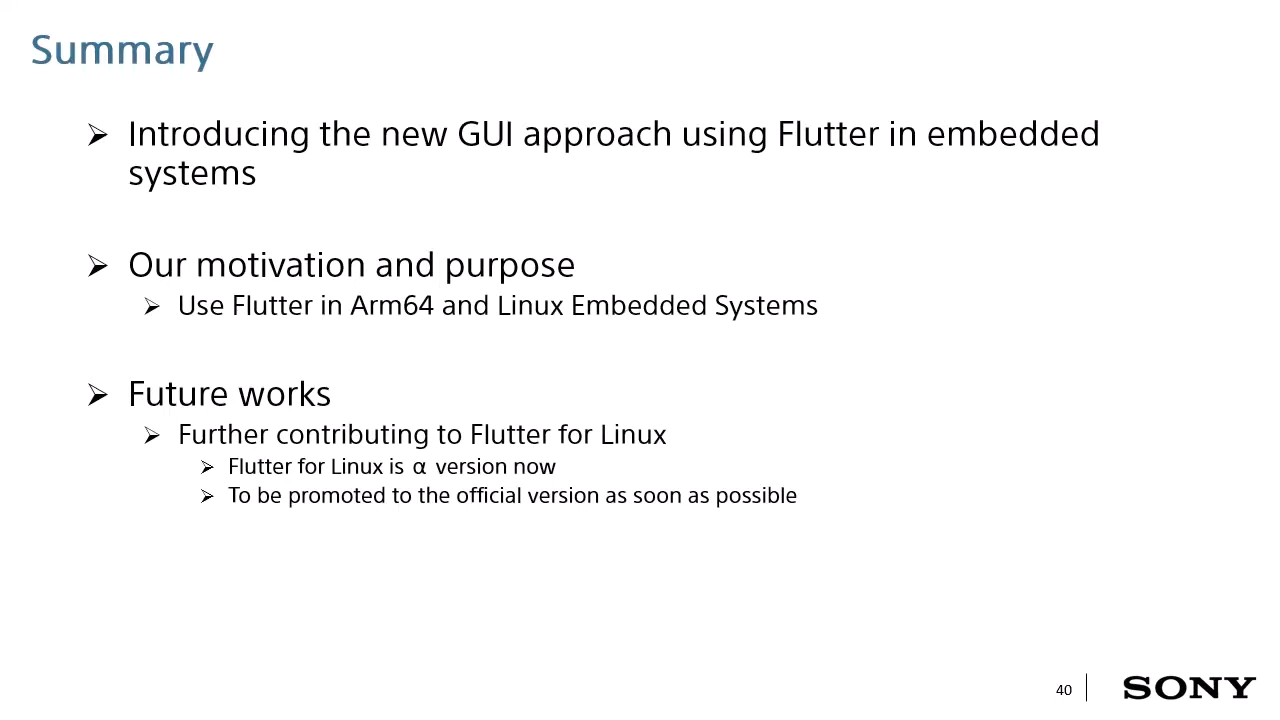 Summary
➢ Introducing the new GUI approach using Flutter in embedded
systems
➢ Our motivation and purpose
➢ Use Flutter in Arm64 and Linux Embedded Systems
➢ Future works
➢ Further contributing to Flutter for Linux
➢ Flutter for Linux is α version now
➢ To be promoted to the official version as soon as possible
40
SONY